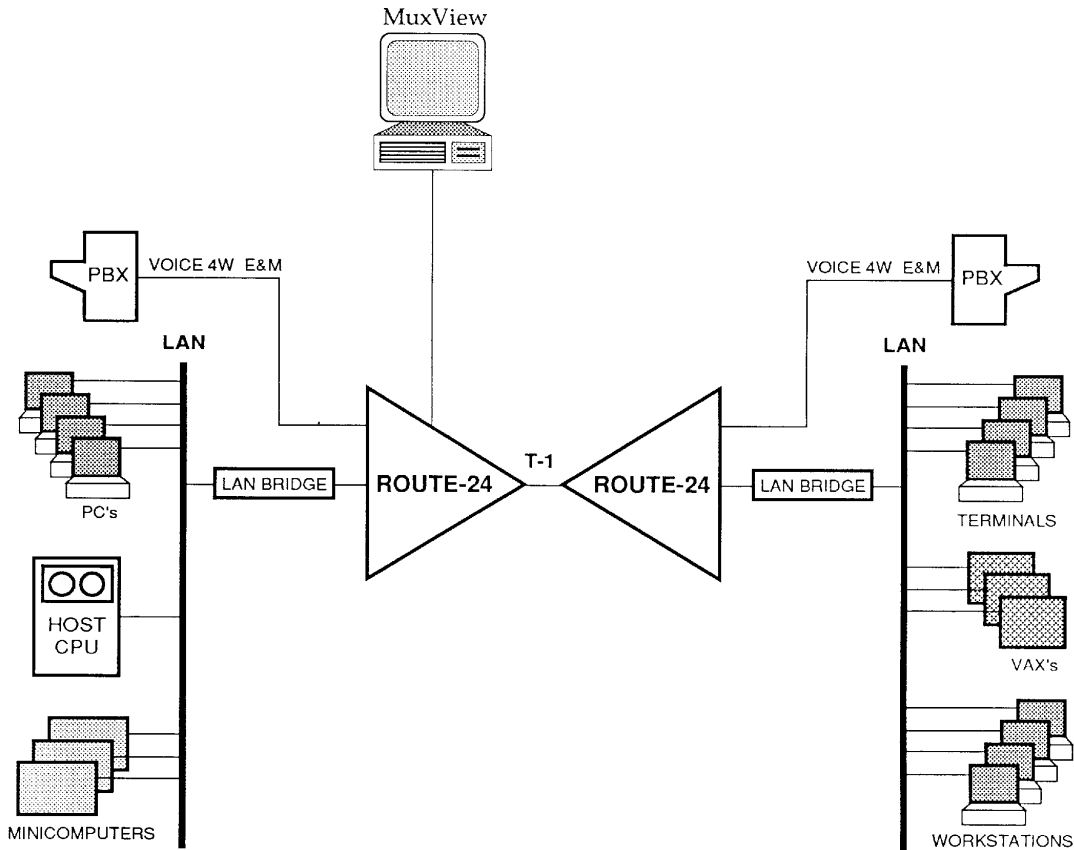 MuxView
PBX
VOICE 4W E&M
VOICE 4W E&M
PBX
LAN
LAN
T-1
LAN BRIDGE
ROUTE-24
ROUTE-24
LAN BRIDGE
PC's
TERMINALS
HOST
CPU
VAX's
MINICOMPUTERS
WORKSTATIONS